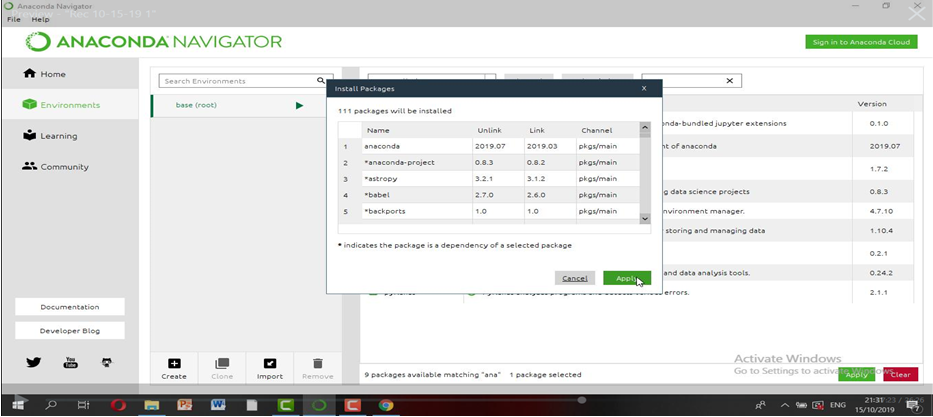 Anaconda Navigator
"Rec 10-15-19 1"
File Help
ANACONDA NAVIGATOR
Sign in to Anaconda Cloud
Home
Environments
Learning
Community
Documentation
Developer Blog
Search Environments
base (root)
Create
Clone
Import
Remove
Install Packages X
111 packages will be installed
Name Unlink Link Channel
1 anaconda 2019.07 2019.03 pkgs/main
2 *anaconda-project 0.8.3 0.8.2 pkgs/main
3 *astropy 3.2.1 3.1.2 pkgs/main
4 *babel 2.7.0 2.6.0 pkgs/main
5 *backports 1.0 1.0 pkgs/main
* indicates the package is a dependency of a selected package
Cancel
Apply
Version
onda-bundled jupyter extensions 0.1.0
nt of anaconda 2019.07
1.7.2
g data science projects 0.8.3
nvironment manager. 4.7.10
storing and managing data 1.10.4
0.2.1
and data analysis tools. 0.24.2
errors. 2.1.1
9 packages available matching "ana" 1 package selected
Activate Windows
Go to Settings to activate Windows.
Apply
Clear
ENG
21:31
15/10/2019